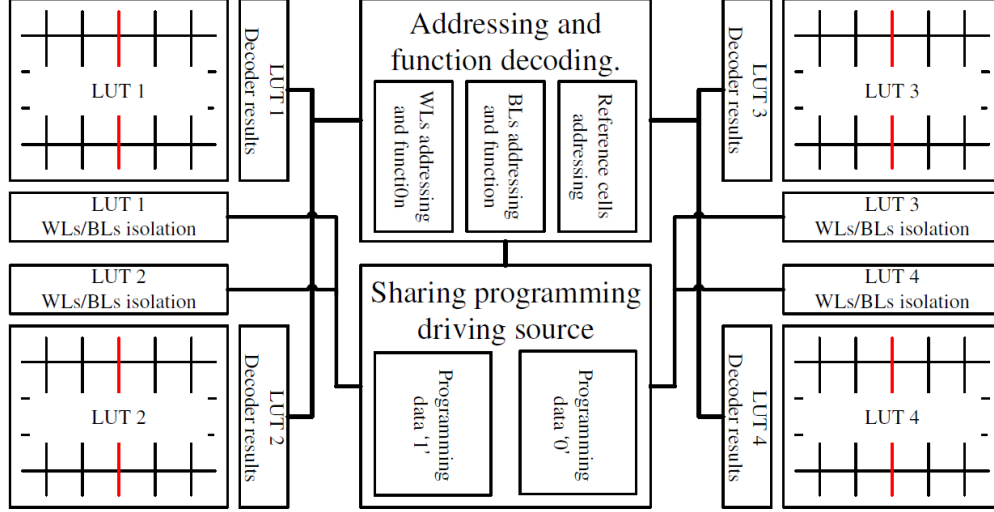 LUT 1
LUT 1
Decoder results
LUT 1
WLs/BLs isolation
LUT 2
WLs/BLs isolation
LUT 2
LUT 2
Decoder results
Addressing and
function decoding.
WLs addressing
and functi0n
BLs addressing
and function
Reference cells
addressing
Sharing programming
driving source
Programming
data ‘1’
Programming
data ‘0’
LUT 3
Decoder results
LUT 3
LUT 3
WLs/BLs isolation
LUT 4
WLs/BLs isolation
LUT 4
Decoder results
LUT 4